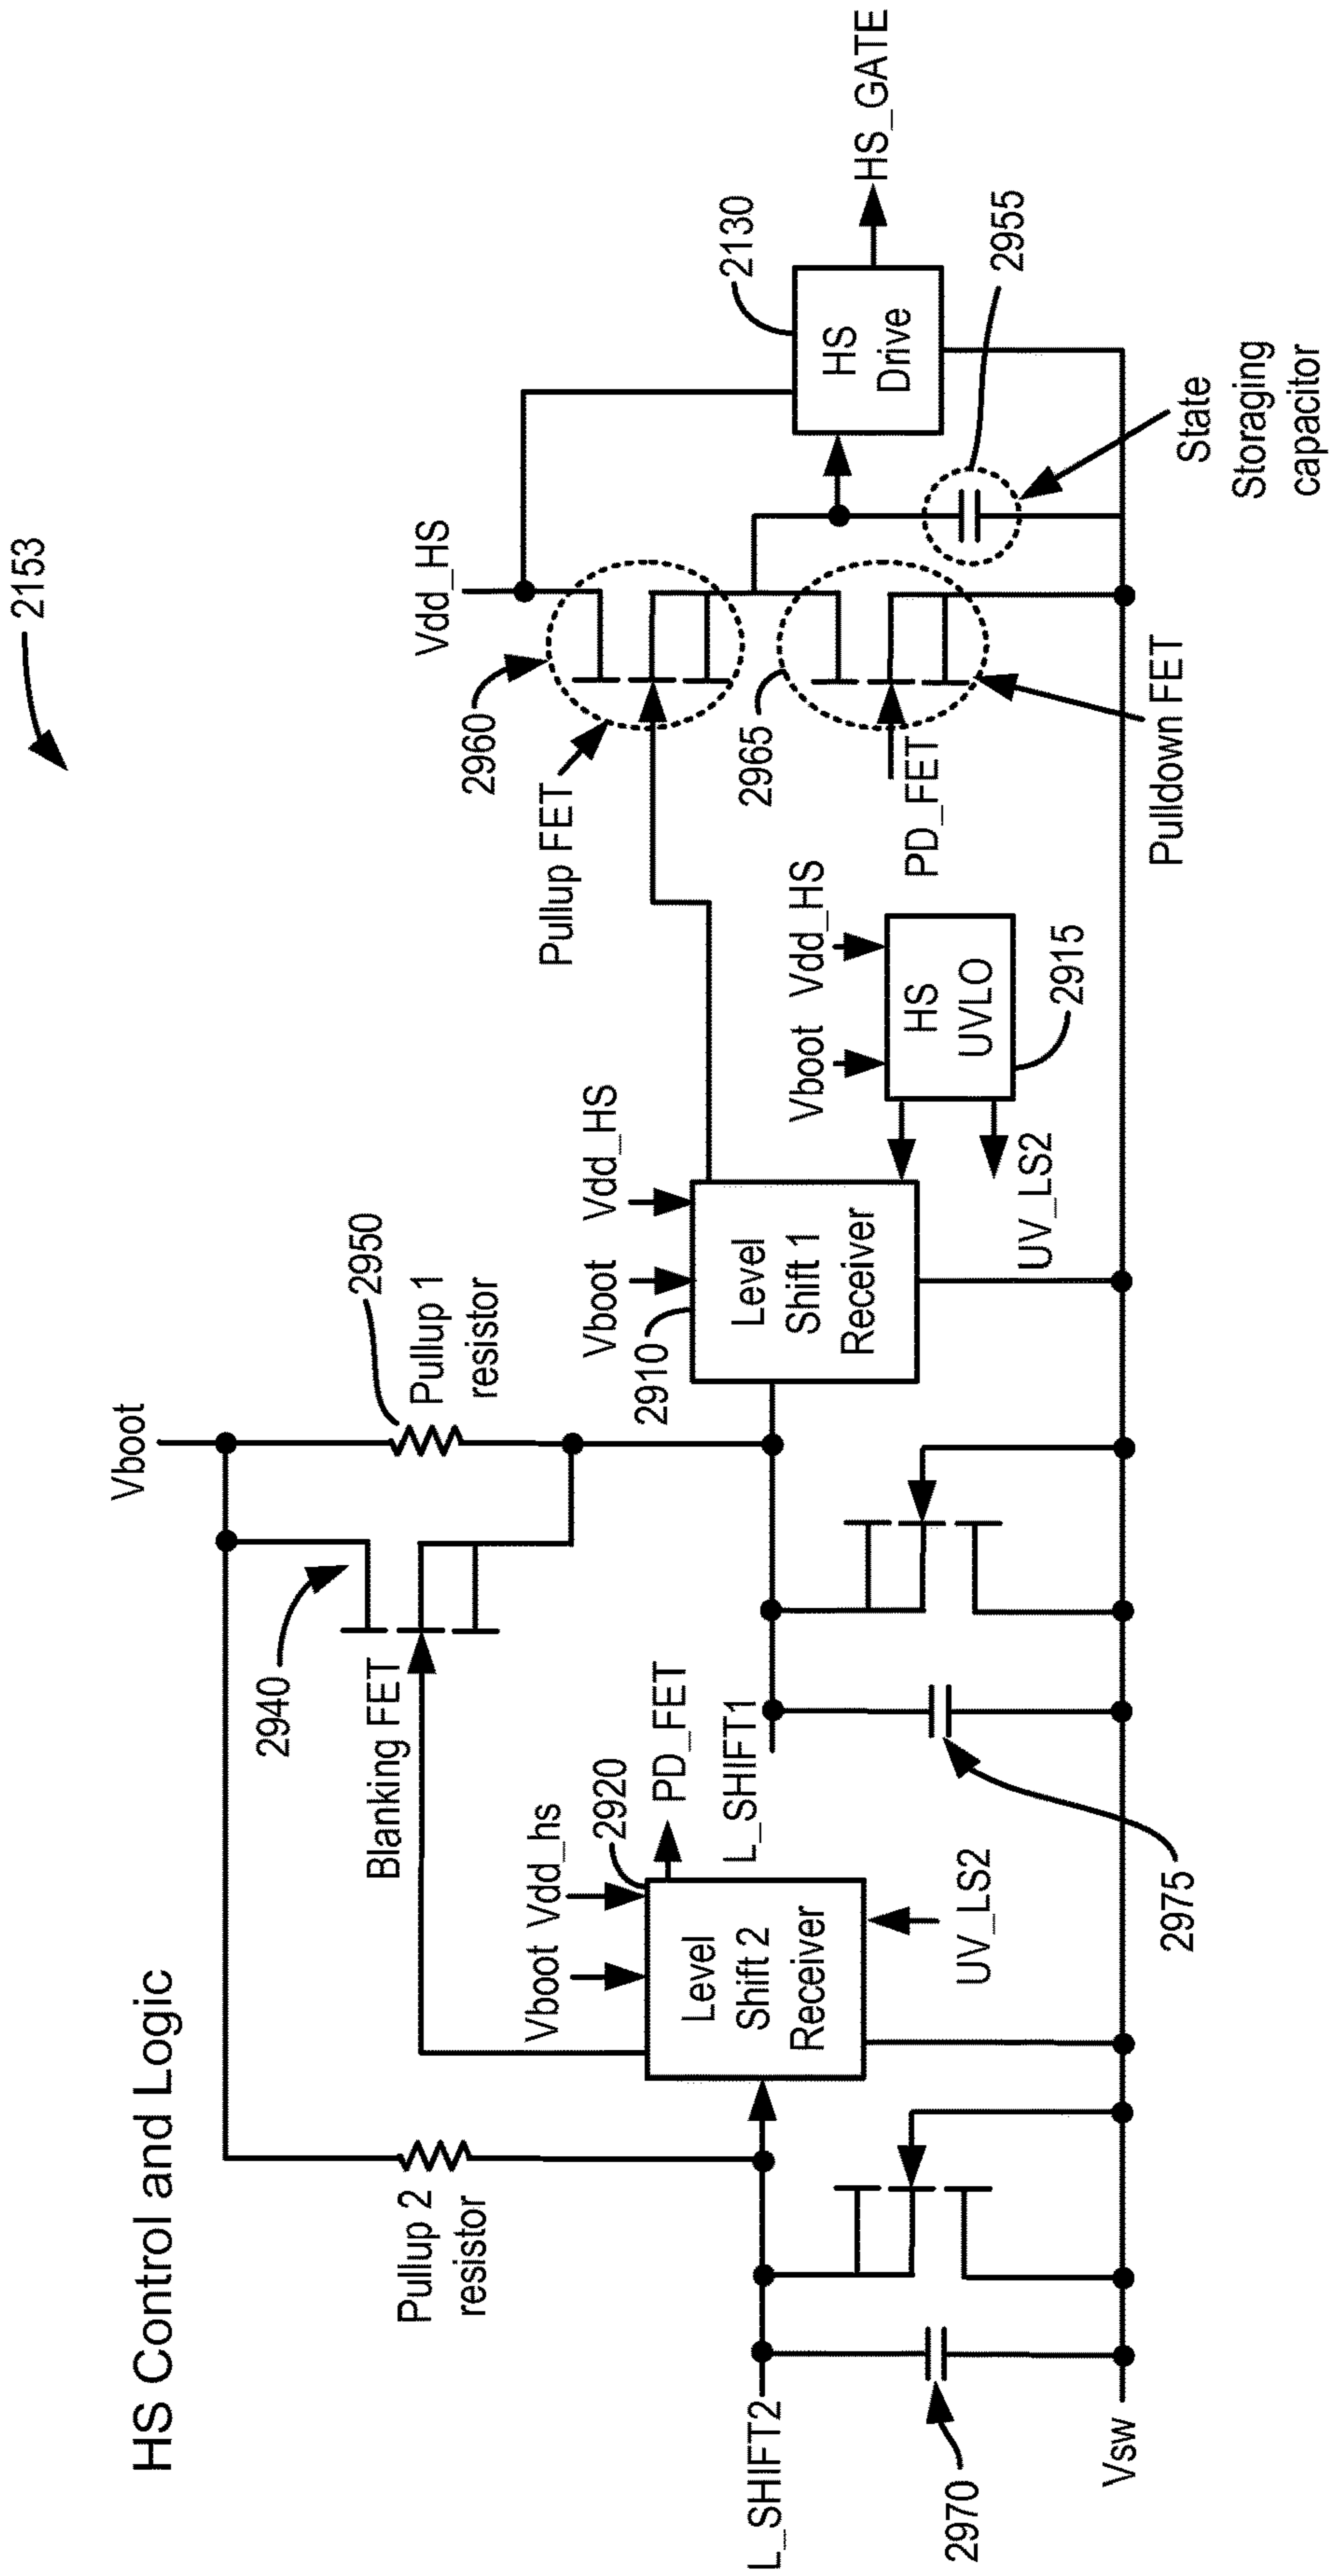 2153
HS Control and Logic
Vboot
2940
2950
Pullup 1
resistor
Pullup 2
resistor
Blanking FET
Vboot
Vdd_hs
2920
PD_FET
Level
Shift 2
Receiver
UV_LS2
L_SHIFT2
2970
Vsw
L_SHIFT1
2975
Vboot
Vdd_HS
2910
Level
Shift 1
Receiver
Vboot
Vdd_HS
HS
UVLO
2915
UV_LS2
Vdd_HS
2960
Pullup FET
2965
PD_FET
Pulldown FET
2130
HS
Drive
HS_GATE
2955
State
Storaging
capacitor